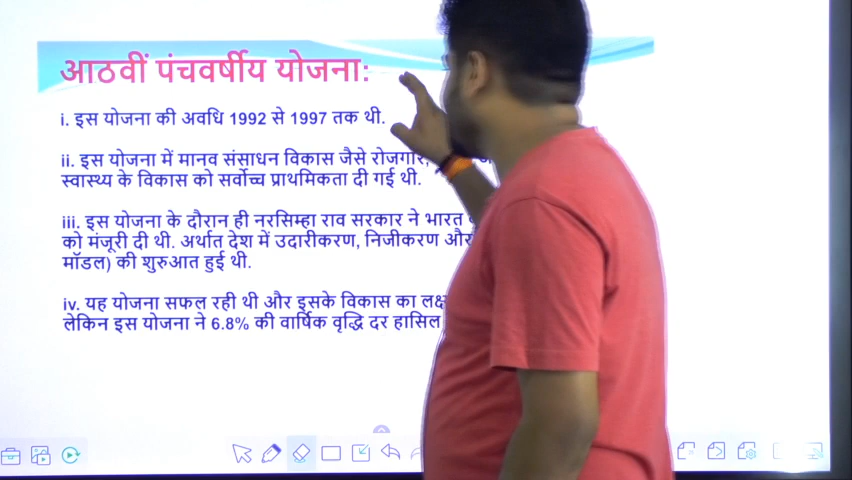 आठवीं पंचवर्षीय योजना:
i. इस योजना की अवधि 1992 से 1997 तक थी.
ii. इस योजना में मानव संसाधन विकास जैसे रोजगार,
स्वास्थ्य के विकास को सर्वोच्च प्राथमिकता दी गई थी.
iii. इस योजना के दौरान ही नरसिम्हा राव सरकार ने भारत
को मंजूरी दी थी. अर्थात देश में उदारीकरण, निजीकरण और
मॉडल) की शुरुआत हुई थी.
iv. यह योजना सफल रही थी और इसके विकास का
लेकिन इस योजना ने 6.8% की वार्षिक वृद्धि दर हासिल